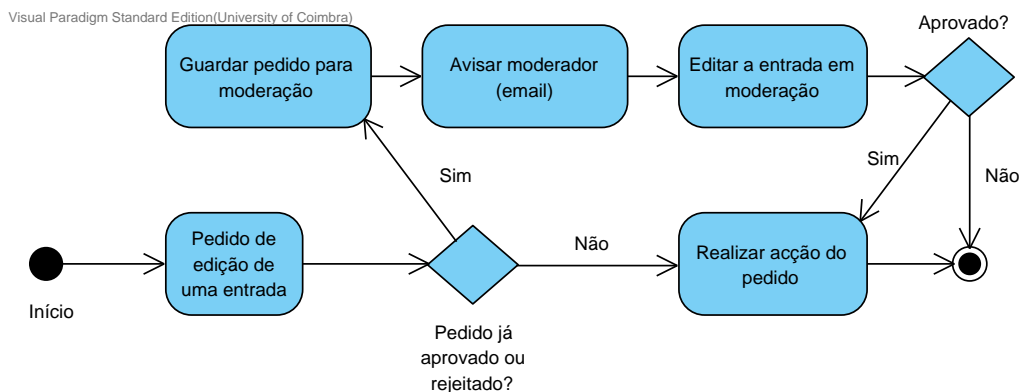 Visual Paradigm Standard Edition(University of Coimbra)
Aprovado?
Guardar pedido para
moderação
Avisar moderador
(email)
Editar a entrada em
moderação
Sim
Sim
Não
Pedido de
edição de
uma entrada
Não
Realizar acção do
pedido
Início
Pedido já
aprovado ou
rejeitado?